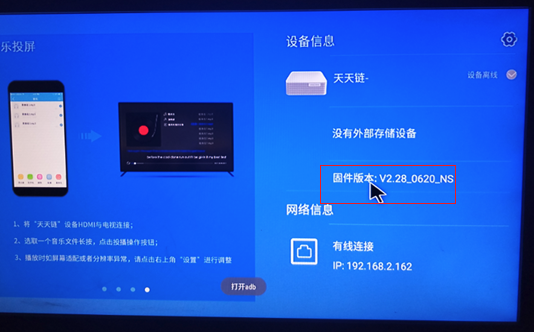 乐投屏
1、将“天天链”设备HDMI与电视连接；
2、选取一个音乐文件长按，点击投播操作按钮；
3、播放时如屏幕适配或者分辨率异常，请点击右上角“设置”进行调整
打开adb
设备信息
天天链-
设备离线
没有外部存储设备
固件版本: V2.28_0620_NS
网络信息
有线连接
IP: 192.168.2.162